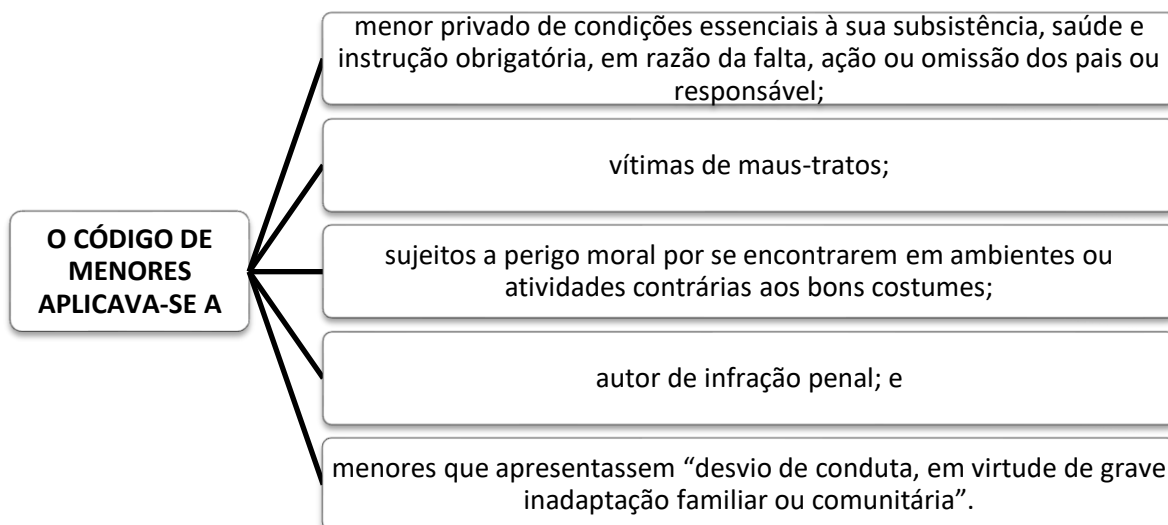 menor privado de condições essenciais à sua subsistência, saúde e
instrução obrigatória, em razão da falta, ação ou omissão dos pais ou
responsável;
vítimas de maus-tratos;
O CÓDIGO DE
MENORES
APLICAVA-SE A
sujeitos a perigo moral por se encontrarem em ambientes ou
atividades contrárias aos bons costumes;
autor de infração penal; e
menores que apresentassem “desvio de conduta, em virtude de grave
inadaptação familiar ou comunitária”.